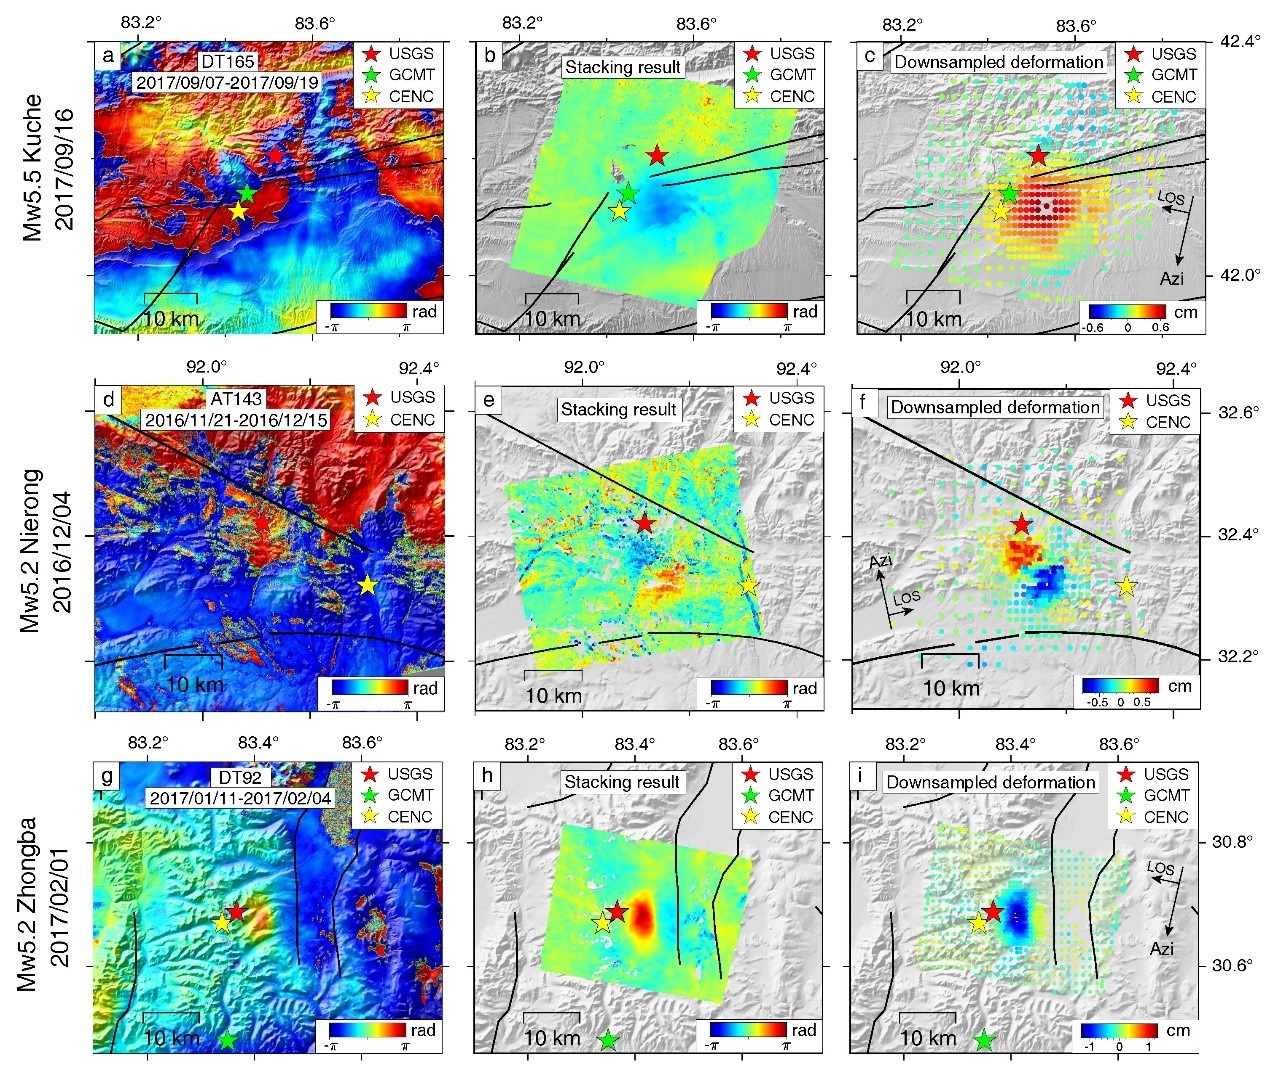 83.2° 83.6° 83.2° 83.6° 83.2° 83.6°
Mw5.5 Kuche
2017/09/16
a
DT165
2017/09/07-2017/09/19
USGS
GCMT
CENC
10 km
rad
-π π
b
Stacking result
USGS
GCMT
CENC
10 km
rad
-π π
c
Downsampled deformation
USGS
GCMT
CENC
42.4°
LOS
Azi
42.0°
10 km
cm
-0.6 0 0.6
92.0° 92.4° 92.0° 92.4° 92.0° 92.4°
Mw5.2 Nierong
2016/12/04
d
AT143
2016/11/21-2016/12/15
USGS
CENC
10 km
rad
-π π
e
Stacking result
USGS
CENC
10 km
rad
-π π
f
Downsampled deformation
USGS
CENC
32.6°
32.4°
Azi
LOS
32.2°
10 km
cm
-0.5 0 0.5
83.2° 83.4° 83.6° 83.2° 83.4° 83.6° 83.2° 83.4° 83.6°
Mw5.2 Zhongba
2017/02/01
g
DT92
2017/01/11-2017/02/04
USGS
GCMT
CENC
10 km
rad
-π π
h
Stacking result
USGS
GCMT
CENC
10 km
rad
-π π
i
Downsampled deformation
USGS
GCMT
CENC
30.8°
LOS
Azi
30.6°
10 km
cm
-1 0 1